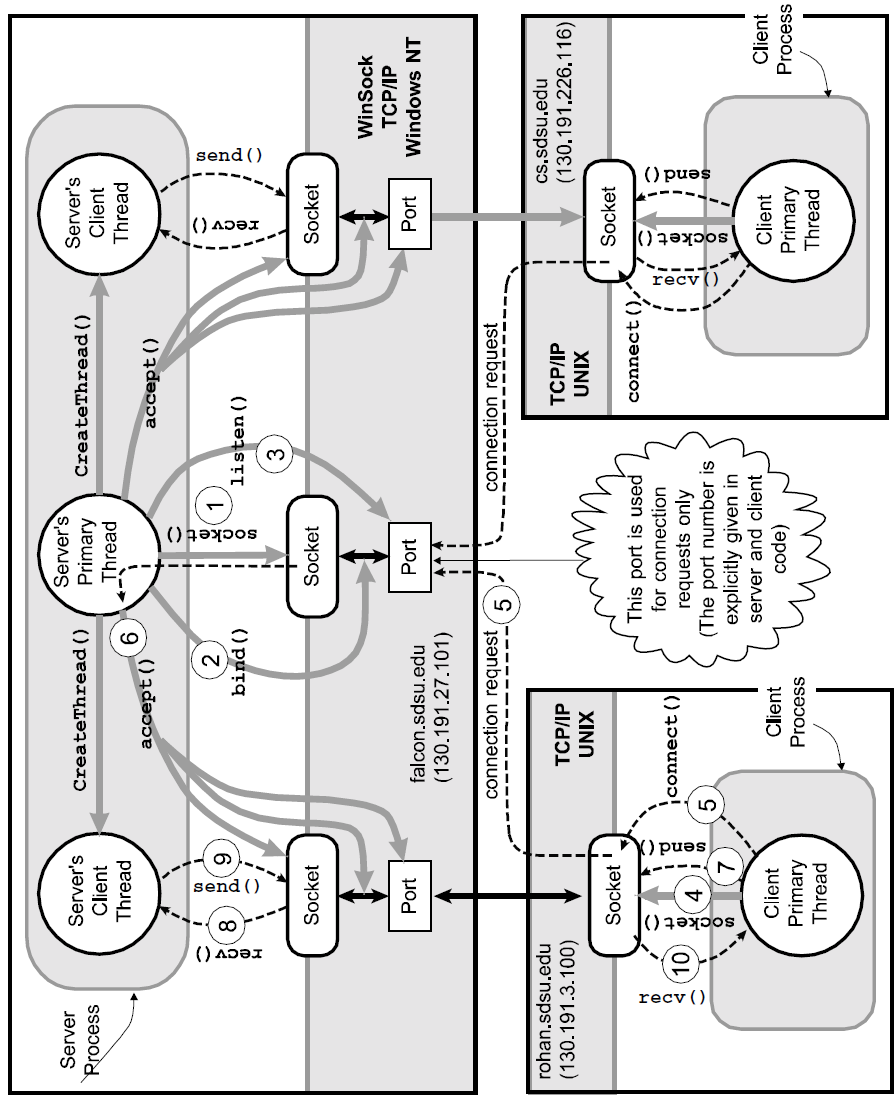 Server
Process
Server's
Client
Thread
CreateThread()
Server's
Primary
Thread
CreateThread()
Server's
Client
Thread
8
recv()
9
send()
6
accept()
2
bind()
1
socket()
3
listen()
accept()
recv()
send()
Socket
Socket
Socket
Port
Port
Port
WinSock
TCP/IP
Windows NT
falcon.sdsu.edu
(130.191.27.101)
connection request
5
connection request
rohan.sdsu.edu
(130.191.3.100)
TCP/IP
UNIX
Socket
10
recv()
4
socket()
7
send()
5
connect()
Client
Primary
Thread
Client
Process
This port is used
for connection
requests only
(The port number is
explicitly given in
server and client
code)
cs.sdsu.edu
(130.191.226.116)
TCP/IP
UNIX
Socket
connect()
recv()
socket()
send()
Client
Primary
Thread
Client
Process